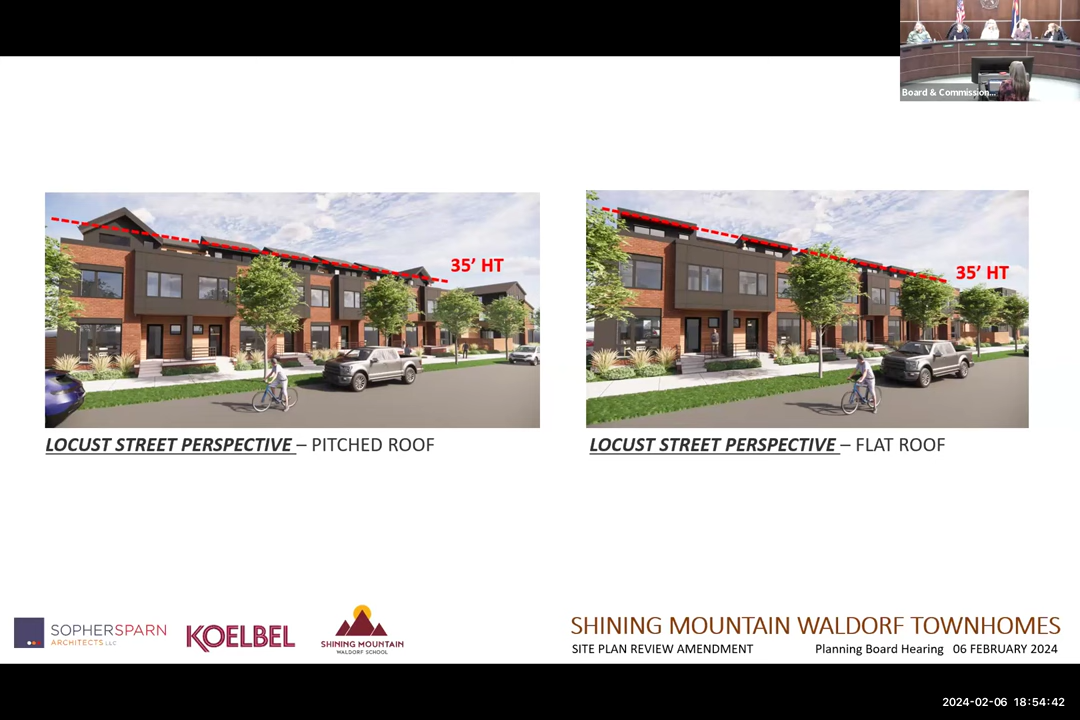 Board & Commission...
35' HT
35' HT
LOCUST STREET PERSPECTIVE – PITCHED ROOF
LOCUST STREET PERSPECTIVE – FLAT ROOF
SOPHERSPARN
ARCHITECTS LLC
KOELBEL
SHINING MOUNTAIN
WALDORF SCHOOL
SHINING MOUNTAIN WALDORF TOWNHOMES
SITE PLAN REVIEW AMENDMENT
Planning Board Hearing 06 FEBRUARY 2024
2024-02-06 18:54:42